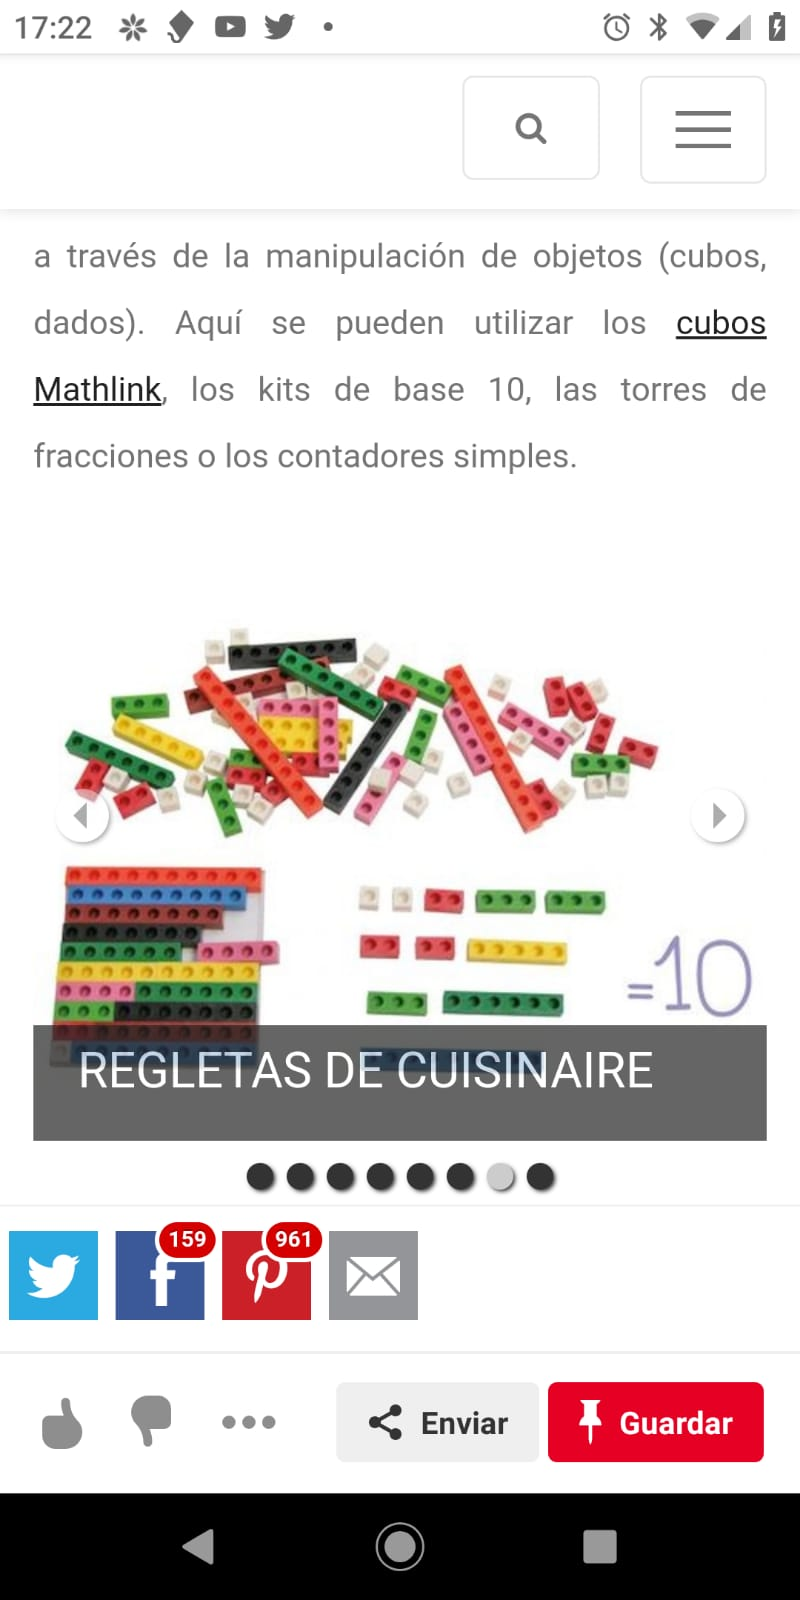 17:22
a través de la manipulación de objetos (cubos,
dados). Aquí se pueden utilizar los cubos
Mathlink, los kits de base 10, las torres de
fracciones o los contadores simples.
=10
REGLETAS DE CUISINAIRE
159
961
Enviar
Guardar